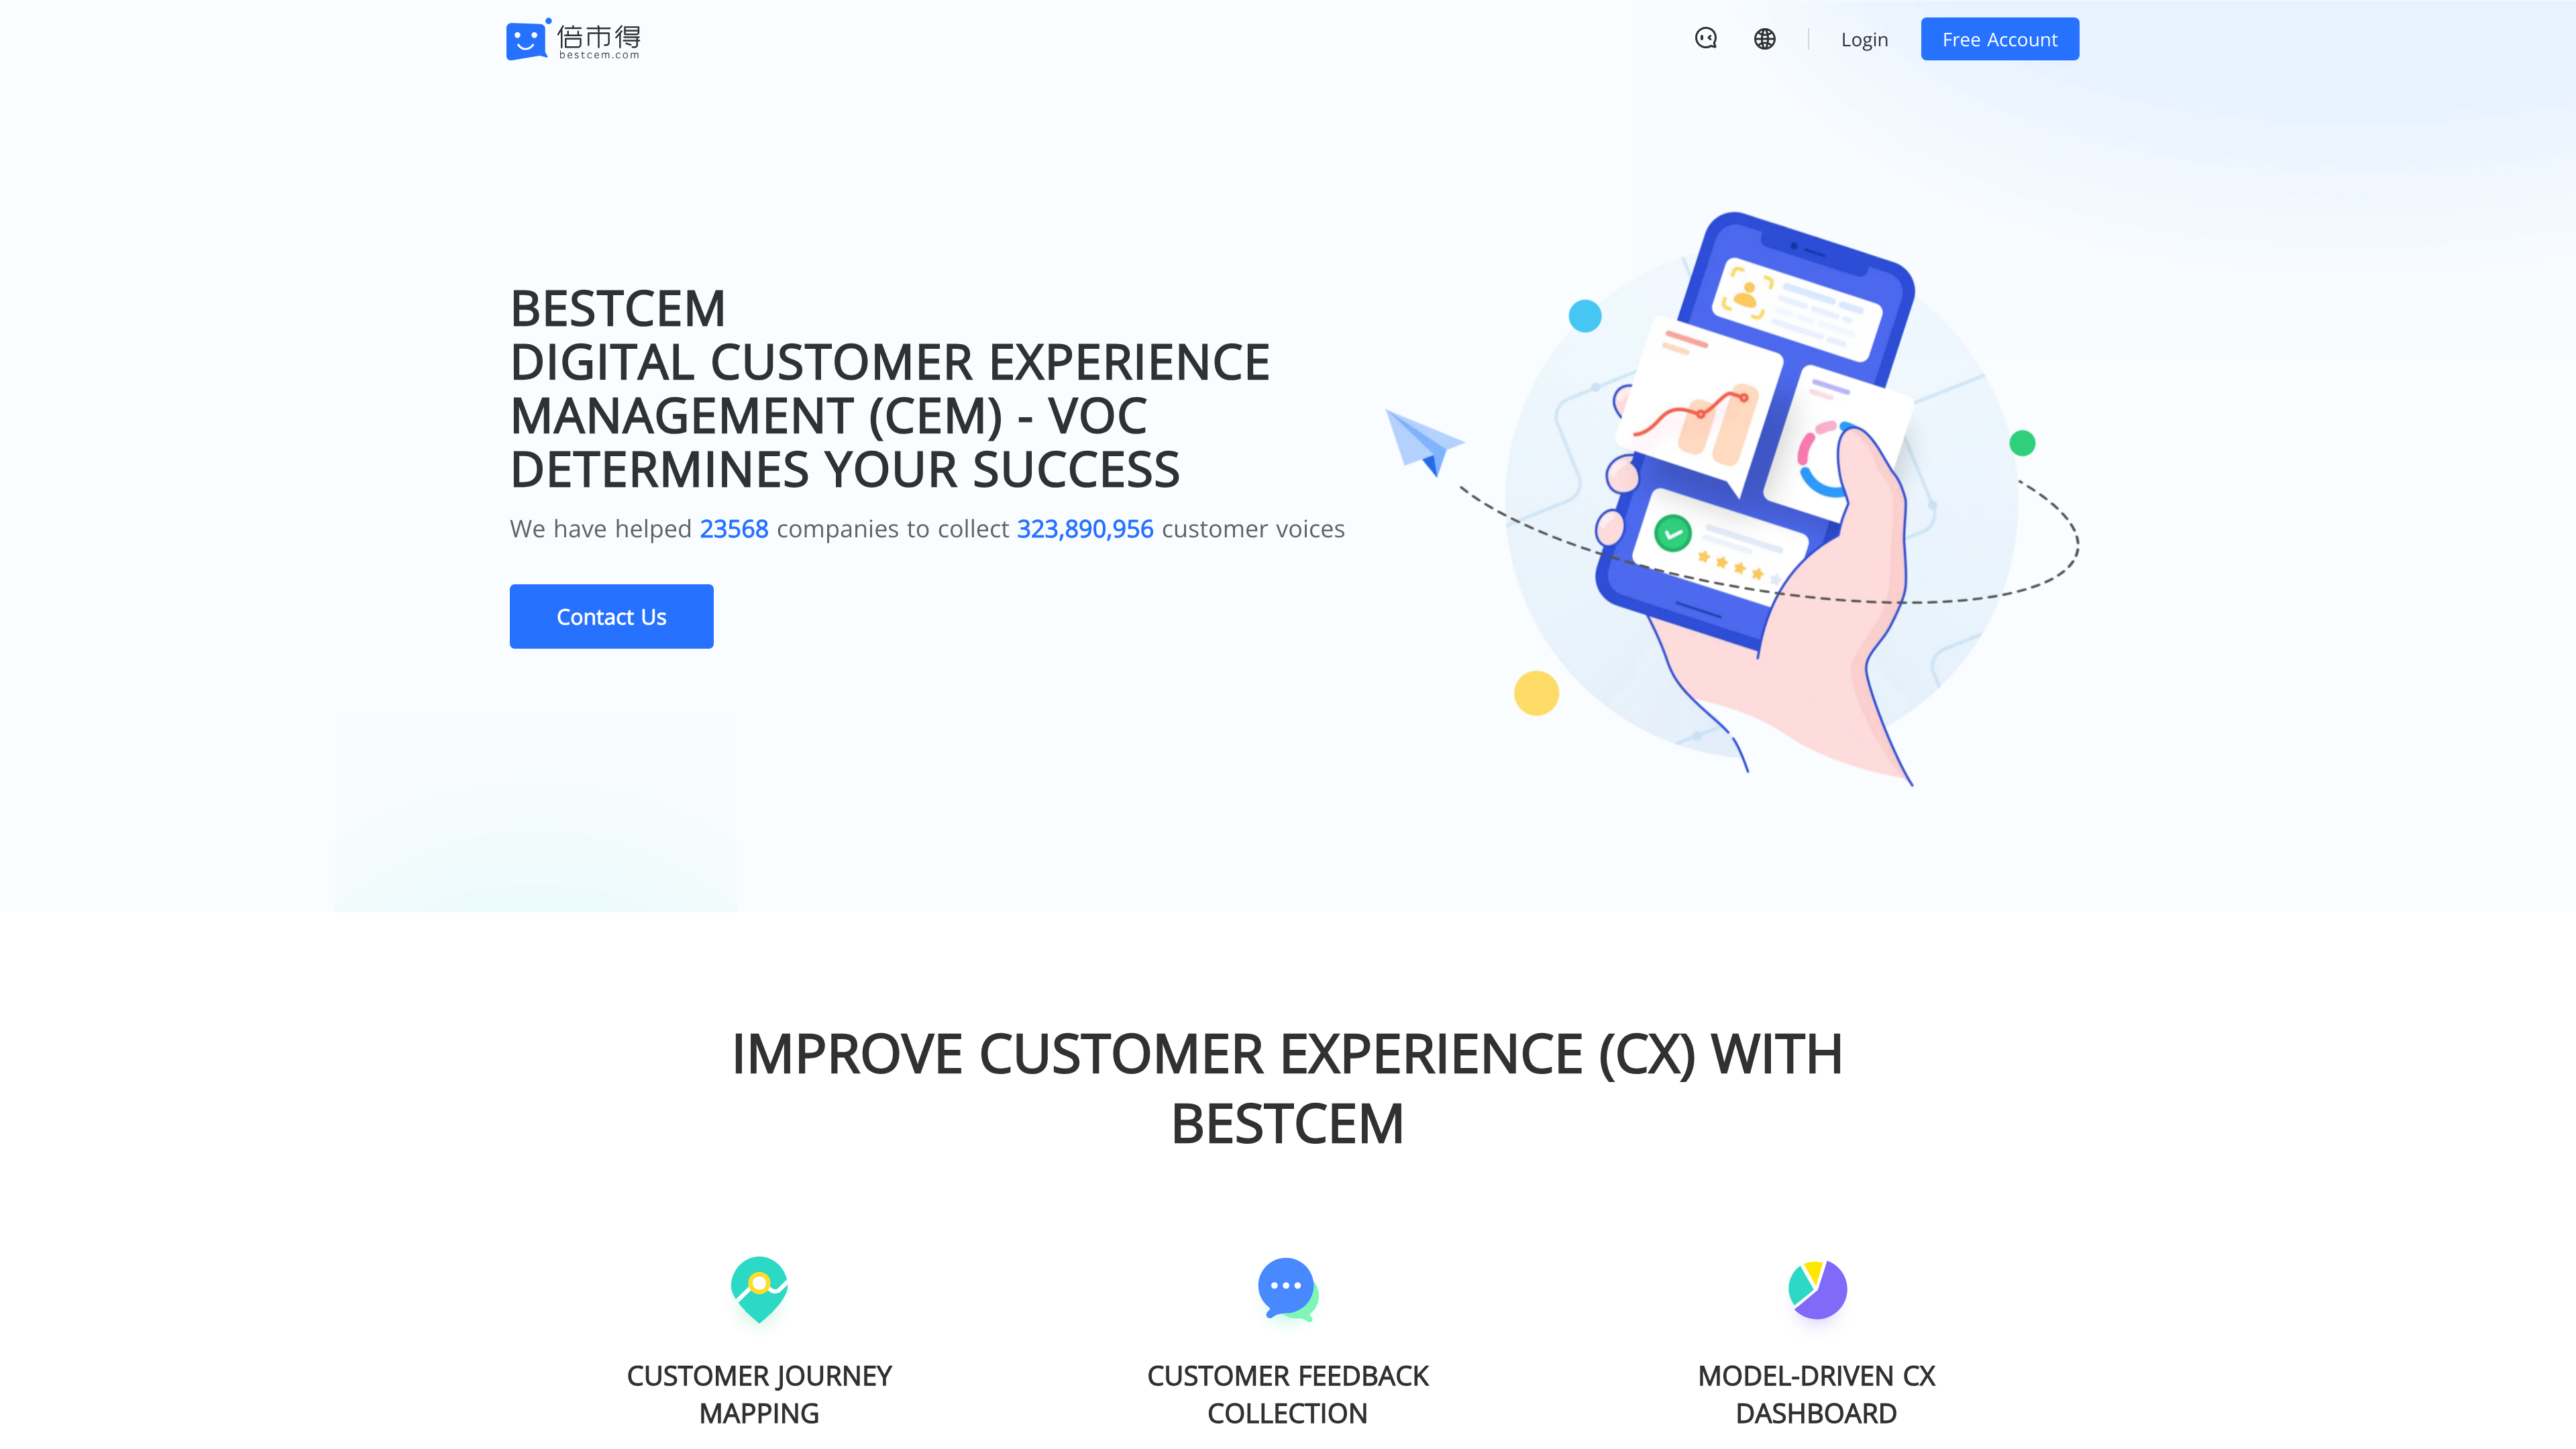 倍市得
bestcem.com
Login
Free Account
BESTCEM
DIGITAL CUSTOMER EXPERIENCE
MANAGEMENT (CEM) - VOC
DETERMINES YOUR SUCCESS
We have helped 23568 companies to collect 323,890,956 customer voices
Contact Us
IMPROVE CUSTOMER EXPERIENCE (CX) WITH
BESTCEM
CUSTOMER JOURNEY
MAPPING
CUSTOMER FEEDBACK
COLLECTION
MODEL-DRIVEN CX
DASHBOARD